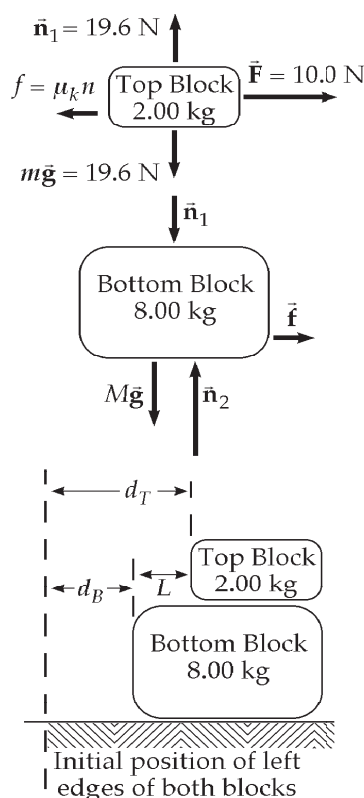 n⃗₁ = 19.6 N
f = μₖn
Top Block
2.00 kg
F⃗ = 10.0 N
mg⃗ = 19.6 N
n⃗₁
Bottom Block
8.00 kg
f⃗
Mg⃗
n⃗₂
d_T
d_B
L
Top Block
2.00 kg
Bottom Block
8.00 kg
Initial position of left
edges of both blocks